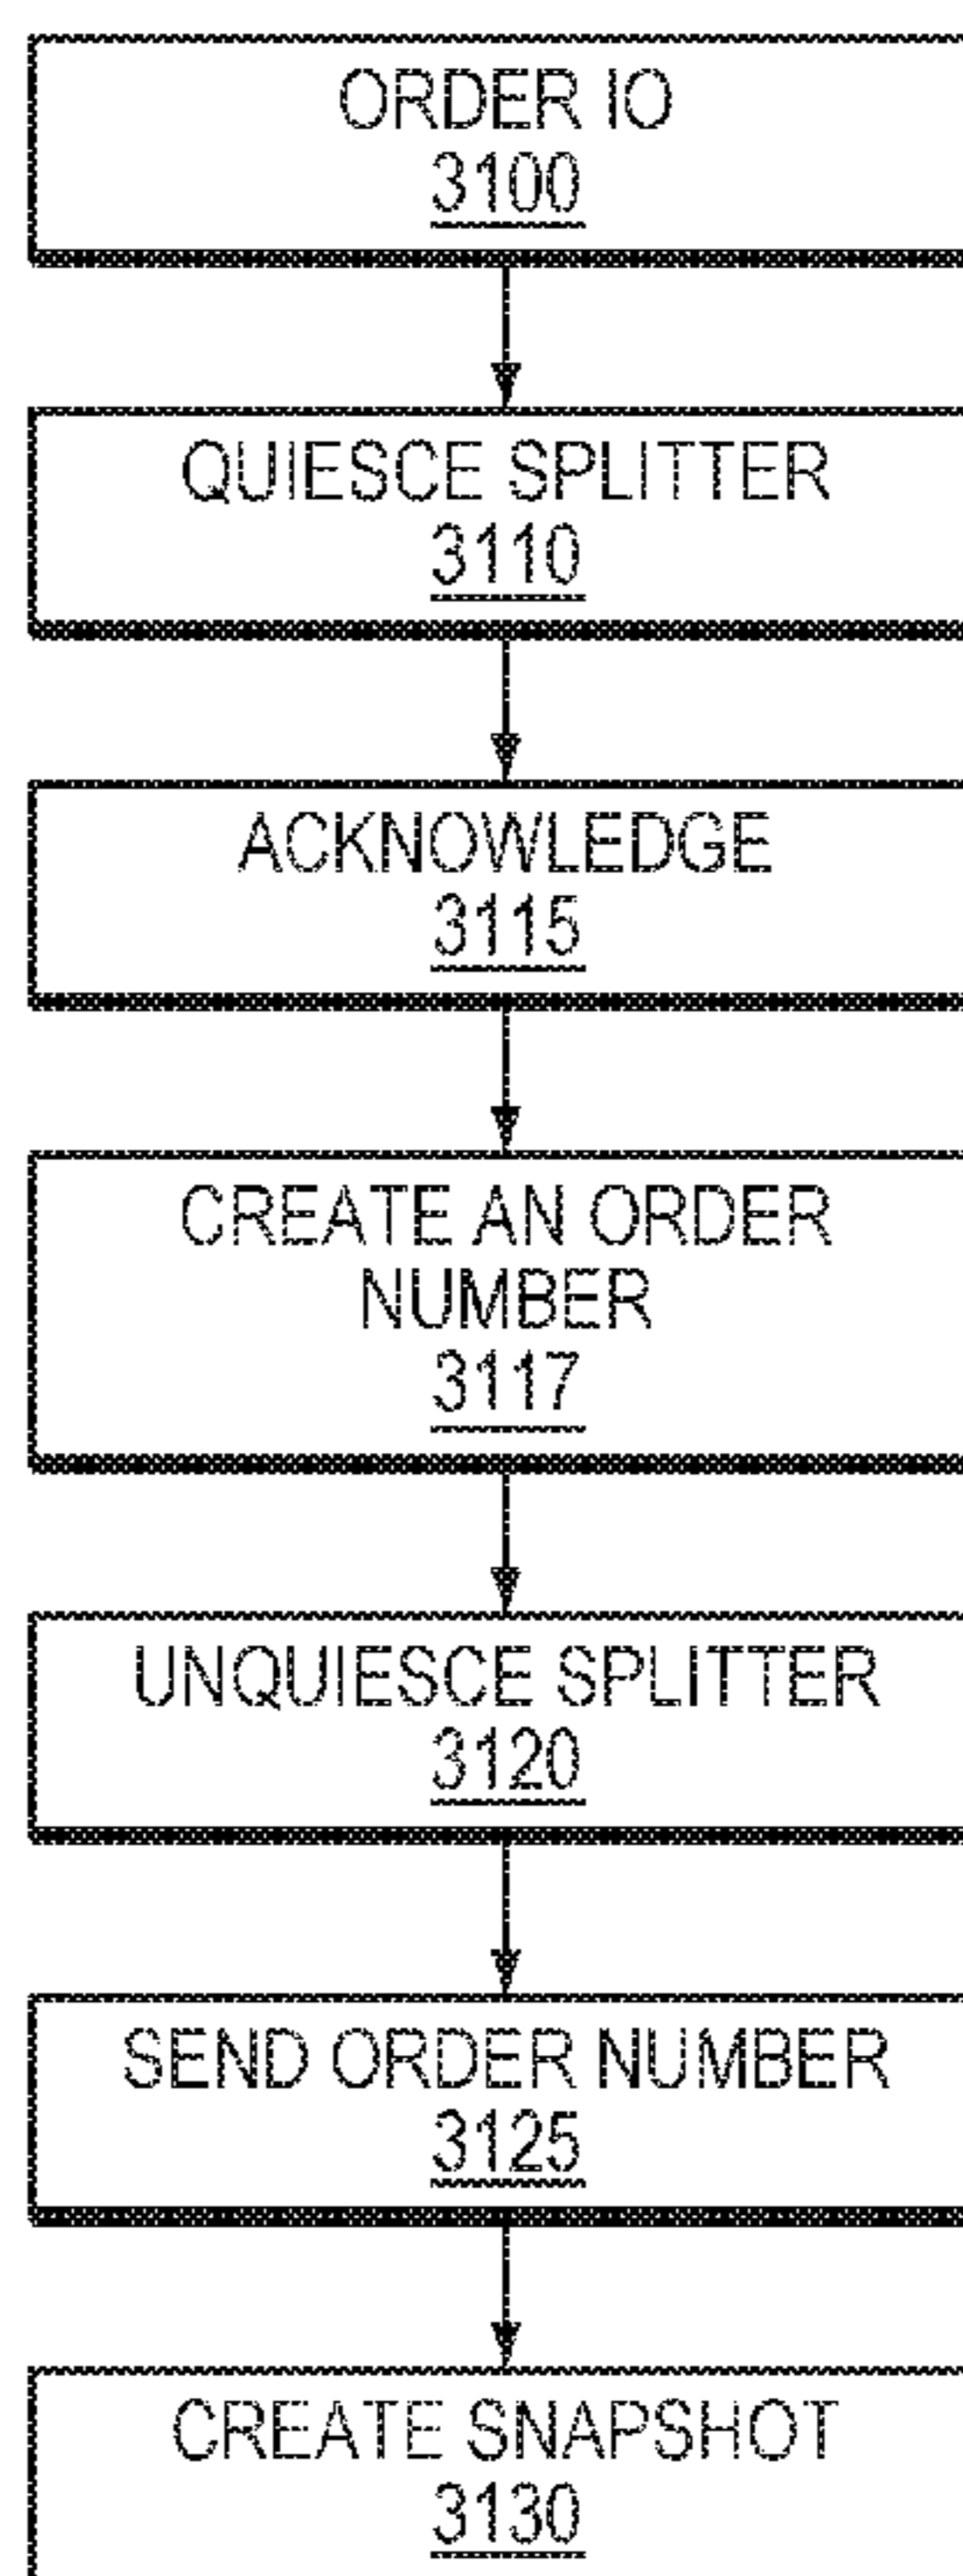 ORDER IO
3100
QUIESCE SPLITTER
3110
ACKNOWLEDGE
3115
CREATE AN ORDER
NUMBER
3117
UNQUIESCE SPLITTER
3120
SEND ORDER NUMBER
3125
CREATE SNAPSHOT
3130